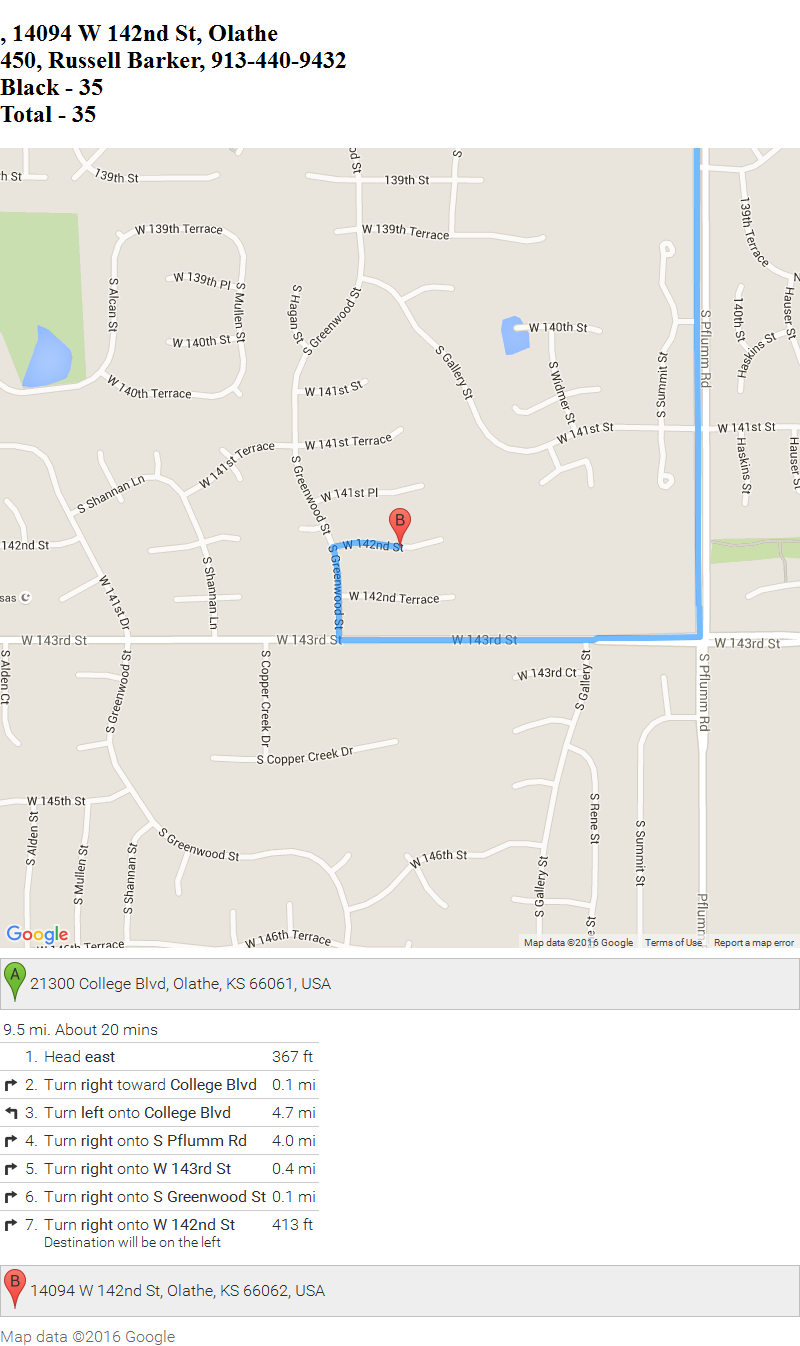 , 14094 W 142nd St, Olathe
450, Russell Barker, 913-440-9432
Black - 35
Total - 35
139th St
139th St
W 139th Terrace
W 139th Terrace
139th Terrace
W 139th Pl
S Alcan St
S Mullen St
S Hagan St
S Greenwood St
140th St
Hauser St
W 140th St
W 140th St
S Pflumm Rd
Haskins St
S Gallery St
S Widmer St
S Summit St
W 140th Terrace
W 141st St
W 141st St
W 141st St
W 141st Terrace
W 141st Terrace
Haskins St
Hauser St
S Shannan Ln
S Greenwood St
W 141st Pl
B
142nd St
W 142nd St
S Shannan Ln
S Greenwood St
W 141st Dr
sas
W 142nd Terrace
W 143rd St
W 143rd St
W 143rd St
W 143rd St
S Alden Ct
S Greenwood St
S Copper Creek Dr
W 143rd Ct
S Gallery St
S Pflumm Rd
S Copper Creek Dr
W 145th St
S Alden St
S Mullen St
S Shannan St
S Greenwood St
W 146th St
S Gallery St
S Rene St
S Summit St
Pflumm
W 146th Terrace
W 146th Terrace
Google
Map data ©2016 Google Terms of Use Report a map error
A 21300 College Blvd, Olathe, KS 66061, USA
9.5 mi. About 20 mins
1. Head east 367 ft
2. Turn right toward College Blvd 0.1 mi
3. Turn left onto College Blvd 4.7 mi
4. Turn right onto S Pflumm Rd 4.0 mi
5. Turn right onto W 143rd St 0.4 mi
6. Turn right onto S Greenwood St 0.1 mi
7. Turn right onto W 142nd St 413 ft
Destination will be on the left
B 14094 W 142nd St, Olathe, KS 66062, USA
Map data ©2016 Google